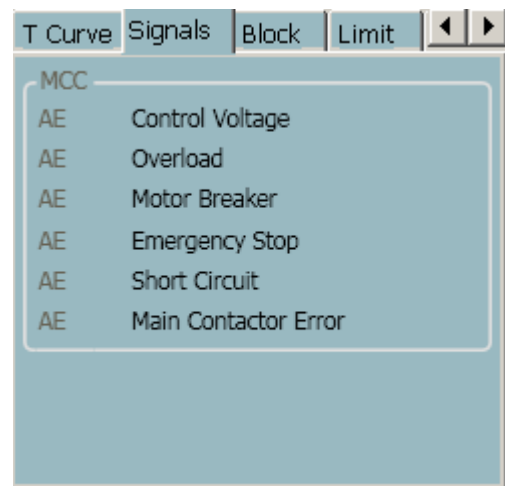 T Curve Signals Block Limit
MCC
AE Control Voltage
AE Overload
AE Motor Breaker
AE Emergency Stop
AE Short Circuit
AE Main Contactor Error